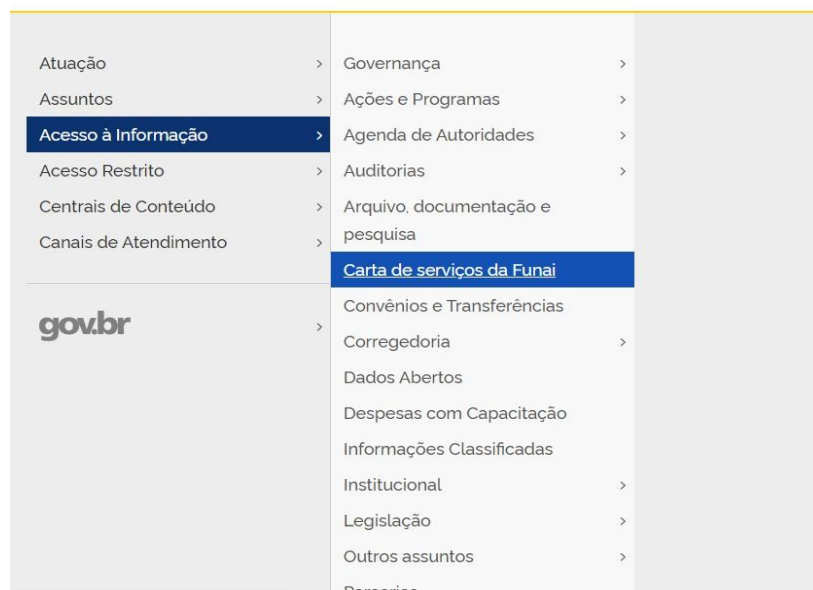 Atuação
Assuntos
Acesso à Informação
Acesso Restrito
Centrais de Conteúdo
Canais de Atendimento
gov.br
Governança
Ações e Programas
Agenda de Autoridades
Auditorias
Arquivo, documentação e
pesquisa
Carta de serviços da Funai
Convênios e Transferências
Corregedoria
Dados Abertos
Despesas com Capacitação
Informações Classificadas
Institucional
Legislação
Outros assuntos